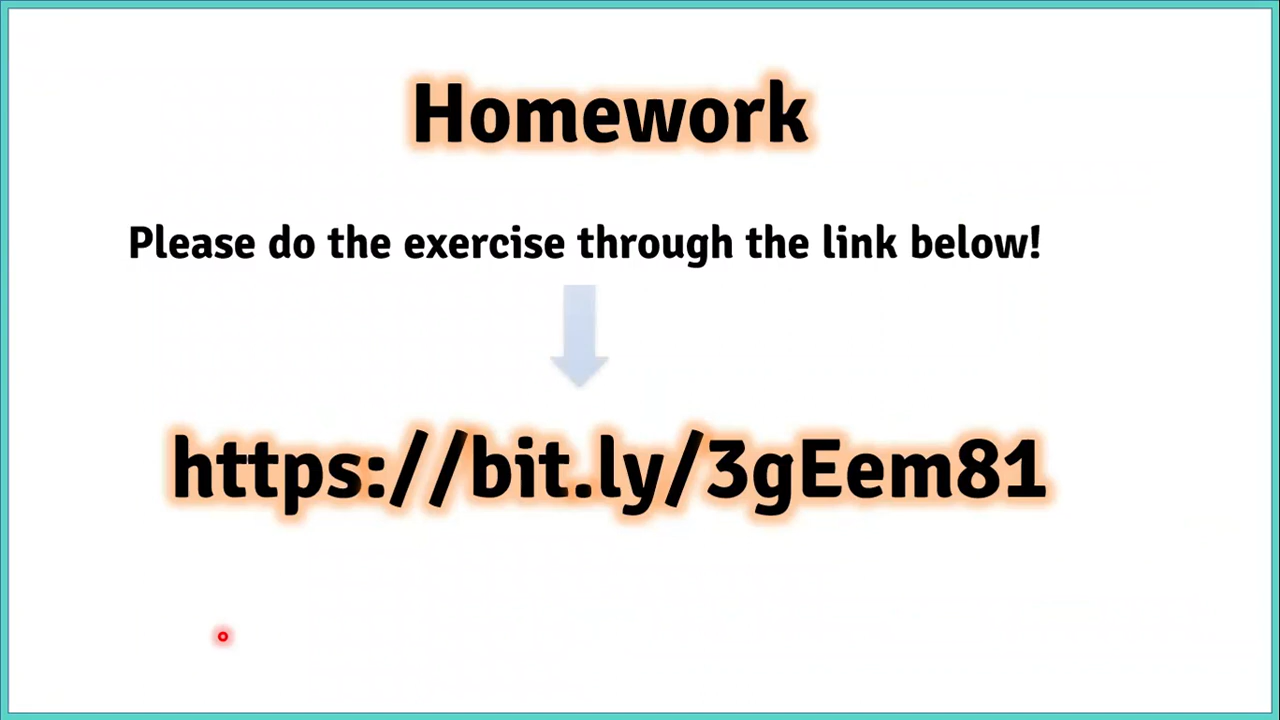 Homework
Please do the exercise through the link below!
https://bit.ly/3gEem81